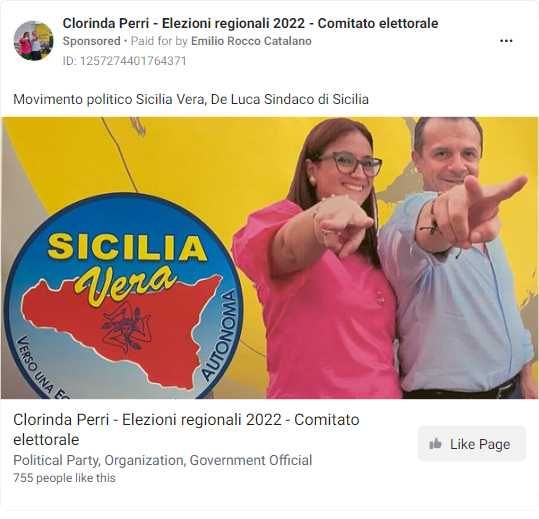 Clorinda Perri - Elezioni regionali 2022 - Comitato elettorale
Sponsored • Paid for by Emilio Rocco Catalano
ID: 1257274401764371
Movimento politico Sicilia Vera, De Luca Sindaco di Sicilia
SICILIA
Vera
VERSO UNA
AUTONOMA
Clorinda Perri - Elezioni regionali 2022 - Comitato
elettorale
Political Party, Organization, Government Official
755 people like this
Like Page